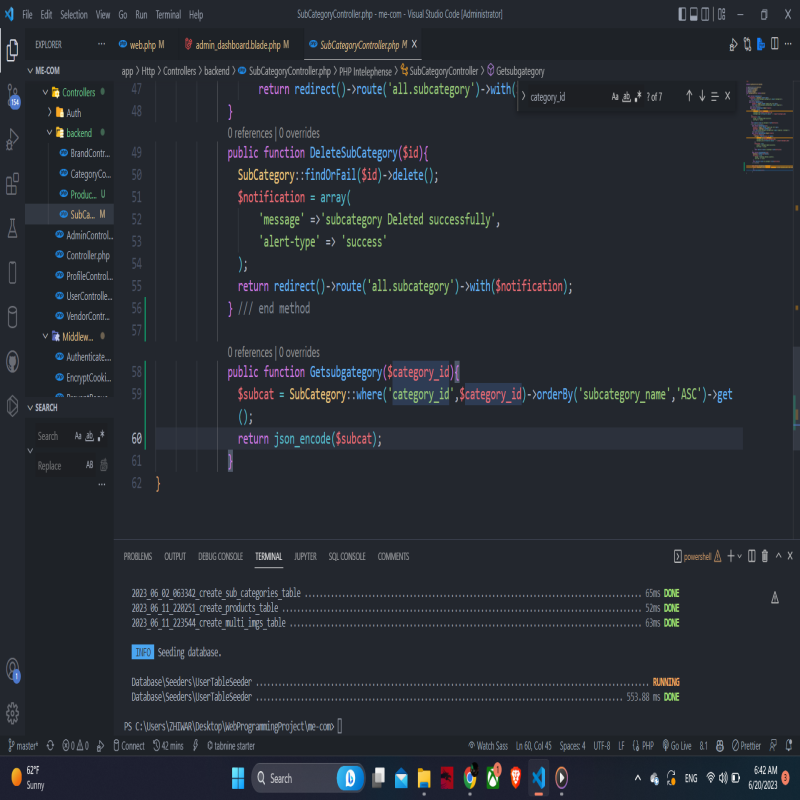 File Edit Selection View Go Run Terminal Help SubCategoryController.php - me-com - Visual Studio Code [Administrator]
EXPLORER ··· web.php M admin_dashboard.blade.php M SubCategoryController.php M
ME-COM
app > Http > Controllers > backend > SubCategoryController.php > PHP Intelephense > SubCategoryController > Getsubgategory
category_id Aa ab .* ? of 7
Controllers
Auth
backend
BrandContr...
CategoryCo...
Produc... U
SubCa... M
AdminControl...
Controller.php
ProfileControl...
UserControlle...
VendorContr...
Middlew...
Authenticate....
EncryptCooki...
154
SEARCH
Search Aa ab .*
Replace AB
...
47 return redirect()->route('all.subcategory')->with(
48 }
0 references | 0 overrides
49 public function DeleteSubCategory($id){
50 SubCategory::findOrFail($id)->delete();
51 $notification = array(
52 'message' =>'subcategory Deleted successfully',
53 'alert-type' => 'success'
54 );
55 return redirect()->route('all.subcategory')->with($notification);
56 } /// end method
57
0 references | 0 overrides
58 public function Getsubgategory($category_id){
59 $subcat = SubCategory::where('category_id',$category_id)->orderBy('subcategory_name','ASC')->get
();
60 return json_encode($subcat);
61 }
62 }
PROBLEMS OUTPUT DEBUG CONSOLE TERMINAL JUPYTER SQL CONSOLE COMMENTS powershell
2023_06_02_063342_create_sub_categories_table ........ 65ms DONE
2023_06_11_220251_create_products_table ........ 52ms DONE
2023_06_11_223544_create_multi_imgs_table ........ 63ms DONE
INFO Seeding database.
Database\Seeders\UserTableSeeder ........ RUNNING
Database\Seeders\UserTableSeeder ........ 553.88 ms DONE
PS C:\Users\ZHIWAR\Desktop\WebProgrammingProject\me-com>
1
master* 0 0 Connect 42 mins tabnine starter Watch Sass Ln 60, Col 45 Spaces: 4 UTF-8 LF PHP Go Live 8.1 Prettier
62°F
Sunny
Search
ENG
6:42 AM
6/20/2023
3